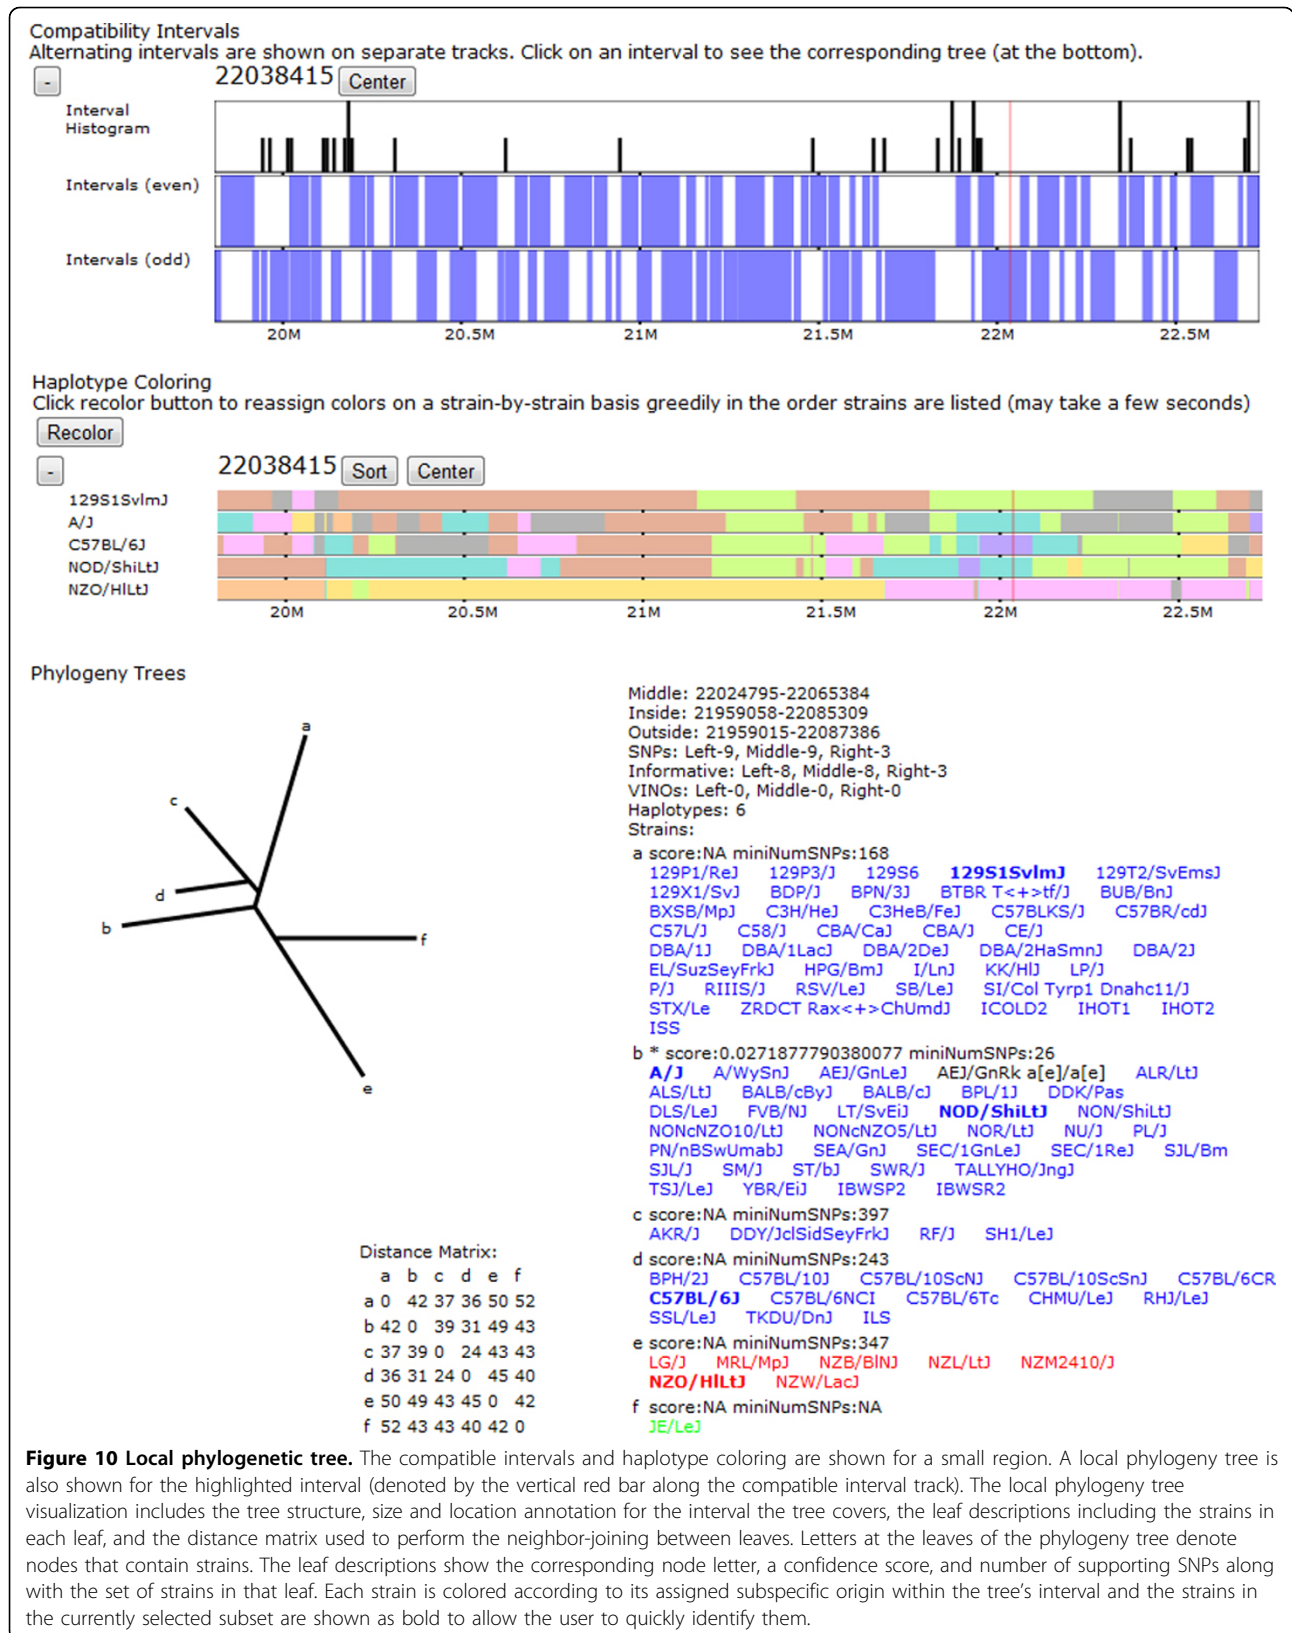 Compatibility Intervals
Alternating intervals are shown on separate tracks. Click on an interval to see the corresponding tree (at the bottom).
- 22038415 Center
Interval
Histogram
Intervals (even)
Intervals (odd)
20M 20.5M 21M 21.5M 22M 22.5M
Haplotype Coloring
Click recolor button to reassign colors on a strain-by-strain basis greedily in the order strains are listed (may take a few seconds)
Recolor
- 22038415 Sort Center
129S1SvlmJ
A/J
C57BL/6J
NOD/ShiLtJ
NZO/HlLtJ
20M 20.5M 21M 21.5M 22M 22.5M
Phylogeny Trees
a
c
d
b
f
e
Middle: 22024795-22065384
Inside: 21959058-22085309
Outside: 21959015-22087386
SNPs: Left-9, Middle-9, Right-3
Informative: Left-8, Middle-8, Right-3
VINOs: Left-0, Middle-0, Right-0
Haplotypes: 6
Strains:
a score:NA miniNumSNPs:168
129P1/ReJ 129P3/J 129S6 129S1SvlmJ 129T2/SvEmsJ
129X1/SvJ BDP/J BPN/3J BTBR T<+>tf/J BUB/BnJ
BXSB/MpJ C3H/HeJ C3HeB/FeJ C57BLKS/J C57BR/cdJ
C57L/J C58/J CBA/CaJ CBA/J CE/J
DBA/1J DBA/1LacJ DBA/2DeJ DBA/2HaSmnJ DBA/2J
EL/SuzSeyFrkJ HPG/BmJ I/LnJ KK/HlJ LP/J
P/J RIIIS/J RSV/LeJ SB/LeJ SI/Col Tyrp1 Dnahc11/J
STX/Le ZRDCT Rax<+>ChUmdJ ICOLD2 IHOT1 IHOT2
ISS
b * score:0.0271877790380077 miniNumSNPs:26
A/J A/WySnJ AEJ/GnLeJ AEJ/GnRk a[e]/a[e] ALR/LtJ
ALS/LtJ BALB/cByJ BALB/cJ BPL/1J DDK/Pas
DLS/LeJ FVB/NJ LT/SvEiJ NOD/ShiLtJ NON/ShiLtJ
NONcNZO10/LtJ NONcNZO5/LtJ NOR/LtJ NU/J PL/J
PN/nBSwUmabJ SEA/GnJ SEC/1GnLeJ SEC/1ReJ SJL/Bm
SJL/J SM/J ST/bJ SWR/J TALLYHO/JngJ
TSJ/LeJ YBR/EiJ IBWSP2 IBWSR2
c score:NA miniNumSNPs:397
AKR/J DDY/JclSidSeyFrkJ RF/J SH1/LeJ
d score:NA miniNumSNPs:243
BPH/2J C57BL/10J C57BL/10ScNJ C57BL/10ScSnJ C57BL/6CR
C57BL/6J C57BL/6NCI C57BL/6Tc CHMU/LeJ RHJ/LeJ
SSL/LeJ TKDU/DnJ ILS
e score:NA miniNumSNPs:347
LG/J MRL/MpJ NZB/BlNJ NZL/LtJ NZM2410/J
NZO/HlLtJ NZW/LacJ
f score:NA miniNumSNPs:NA
JE/LeJ
Distance Matrix:
a b c d e f
a 0 42 37 36 50 52
b 42 0 39 31 49 43
c 37 39 0 24 43 43
d 36 31 24 0 45 40
e 50 49 43 45 0 42
f 52 43 43 40 42 0
Figure 10 Local phylogenetic tree. The compatible intervals and haplotype coloring are shown for a small region. A local phylogeny tree is
also shown for the highlighted interval (denoted by the vertical red bar along the compatible interval track). The local phylogeny tree
visualization includes the tree structure, size and location annotation for the interval the tree covers, the leaf descriptions including the strains in
each leaf, and the distance matrix used to perform the neighbor-joining between leaves. Letters at the leaves of the phylogeny tree denote
nodes that contain strains. The leaf descriptions show the corresponding node letter, a confidence score, and number of supporting SNPs along
with the set of strains in that leaf. Each strain is colored according to its assigned subspecific origin within the tree's interval and the strains in
the currently selected subset are shown as bold to allow the user to quickly identify them.